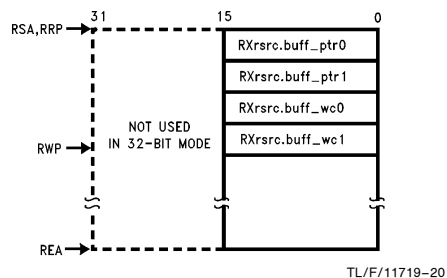 31 15 0
RSA,RRP
RXrsrc.buff_ptr0
RXrsrc.buff_ptr1
RXrsrc.buff_wc0
RXrsrc.buff_wc1
NOT USED
IN 32-BIT MODE
RWP
REA
TL/F/11719-20